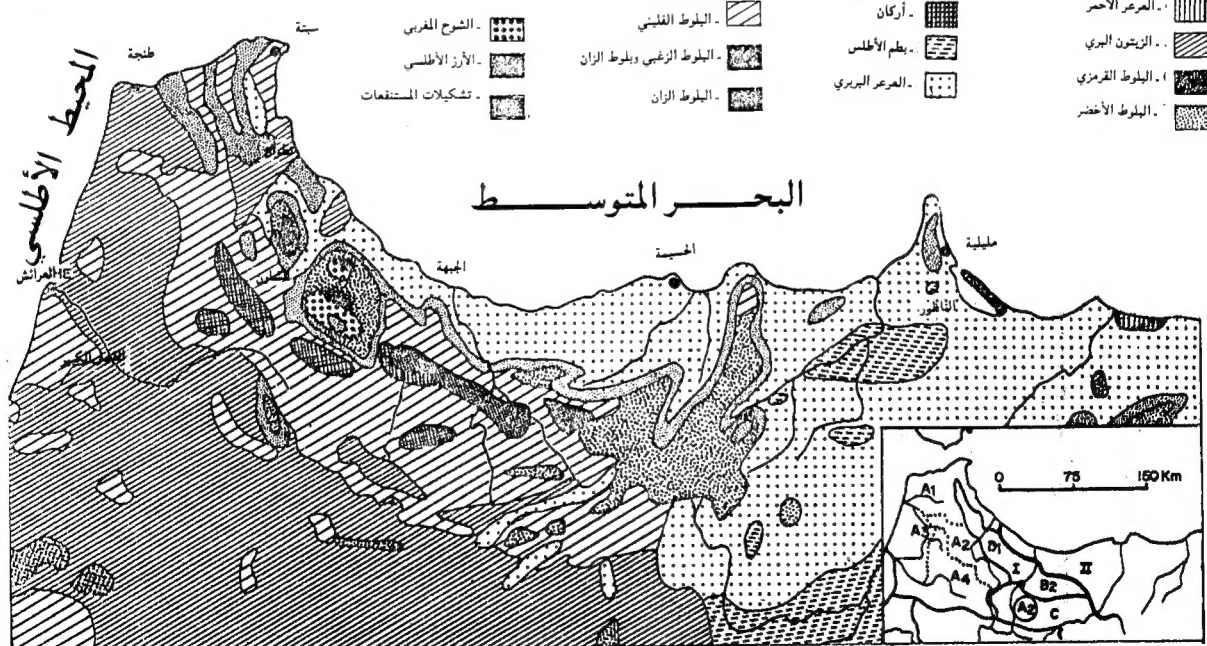 - العرعر الأحمر
- الزيتون البري
- البلوط القرمزي
- البلوط الأخضر
- أركان
- بطم الأطلس
- العرعر البربري
- البلوط الفليني
- البلوط الزغبي وبلوط الزان
- البلوط الزان
- الشوح المغربي
- الأرز الأطلسي
- تشكيلات المستنقعات
سبتة
طنجة
المحيط الأطلسي
البحر المتوسط
مليلية
الحسيمة
الجبهة
العرائش
الناظور
0 75 150 Km
A1
A3
A2
D1
I
II
A4
B2
A2
C